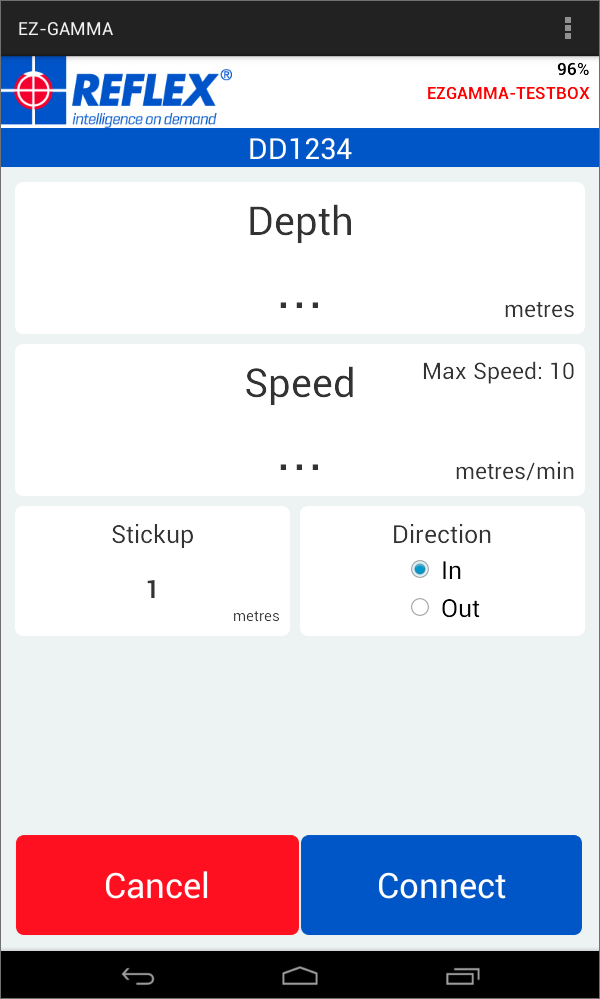 EZ-GAMMA
96%
REFLEX®
EZGAMMA-TESTBOX
intelligence on demand
DD1234
Depth
...
metres
Speed
Max Speed: 10
...
metres/min
Stickup
1
metres
Direction
In
Out
Cancel
Connect